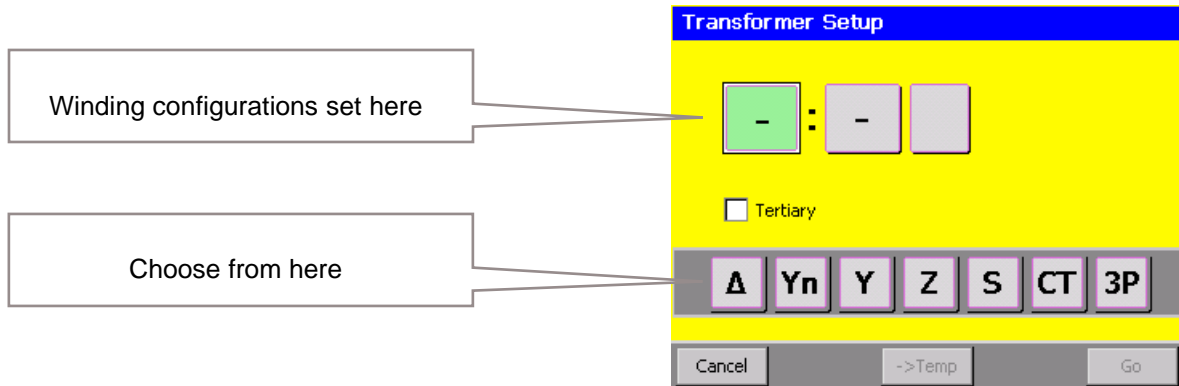 Transformer Setup
Winding configurations set here
- : -
Tertiary
Choose from here
Δ Yn Y Z S CT 3P
Cancel ->Temp Go